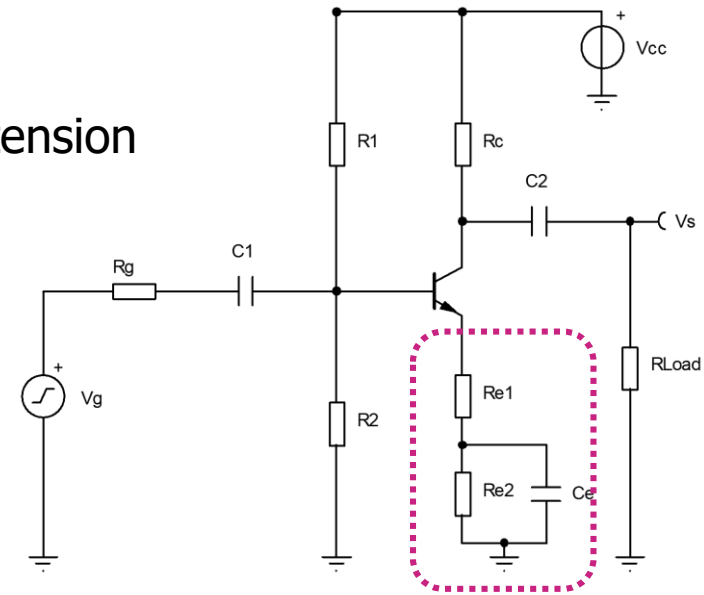 +
Vcc
ension
R1
Rc
C2
Vs
C1
Rg
+
Vg
RLoad
Re1
R2
Re2
Ce